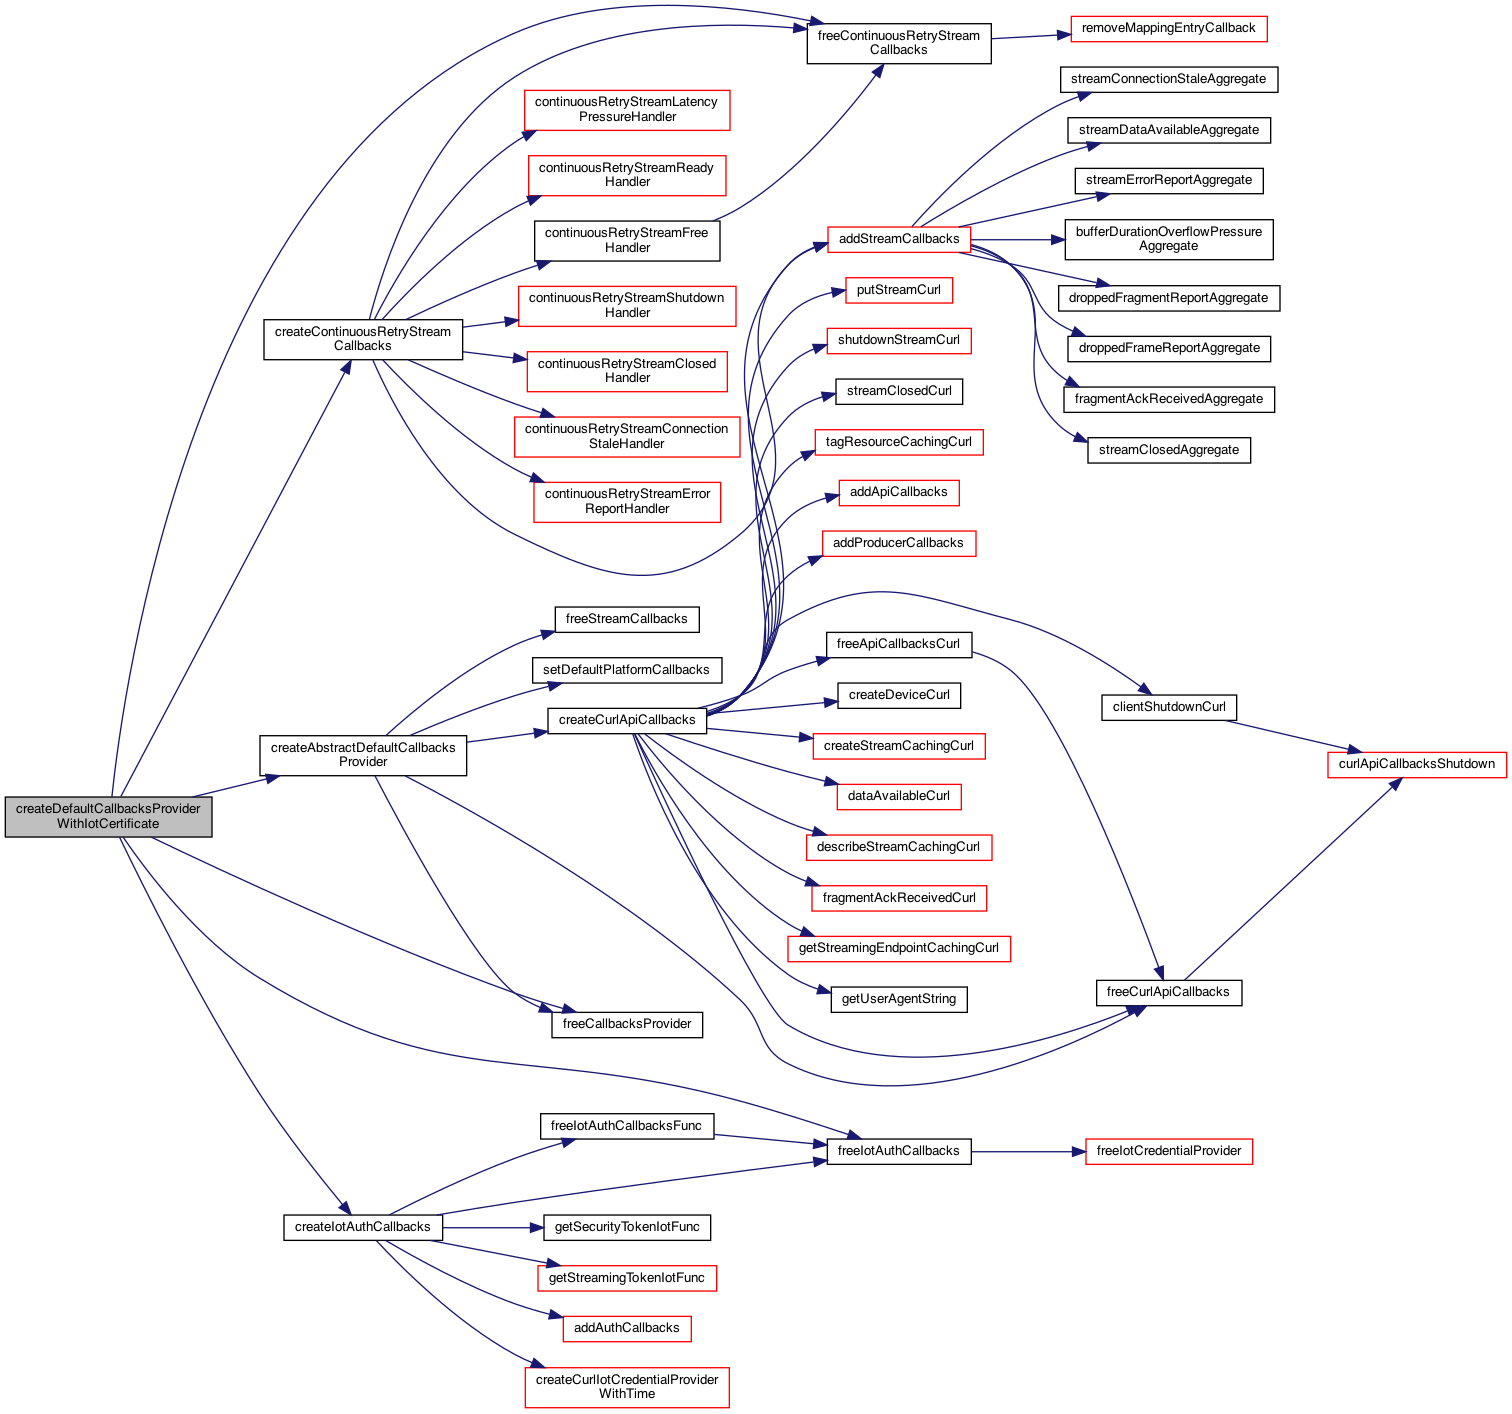 createDefaultCallbacksProvider
WithIotCertificate
createContinuousRetryStream
Callbacks
createAbstractDefaultCallbacks
Provider
createIotAuthCallbacks
continuousRetryStreamLatency
PressureHandler
continuousRetryStreamReady
Handler
continuousRetryStreamFree
Handler
continuousRetryStreamShutdown
Handler
continuousRetryStreamClosed
Handler
continuousRetryStreamConnection
StaleHandler
continuousRetryStreamError
ReportHandler
freeStreamCallbacks
setDefaultPlatformCallbacks
createCurlApiCallbacks
freeCallbacksProvider
freeIotAuthCallbacksFunc
getSecurityTokenIotFunc
getStreamingTokenIotFunc
addAuthCallbacks
createCurlIotCredentialProvider
WithTime
freeContinuousRetryStream
Callbacks
addStreamCallbacks
putStreamCurl
shutdownStreamCurl
streamClosedCurl
tagResourceCachingCurl
addApiCallbacks
addProducerCallbacks
freeApiCallbacksCurl
createDeviceCurl
createStreamCachingCurl
dataAvailableCurl
describeStreamCachingCurl
fragmentAckReceivedCurl
getStreamingEndpointCachingCurl
getUserAgentString
freeIotAuthCallbacks
removeMappingEntryCallback
streamConnectionStaleAggregate
streamDataAvailableAggregate
streamErrorReportAggregate
bufferDurationOverflowPressure
Aggregate
droppedFragmentReportAggregate
droppedFrameReportAggregate
fragmentAckReceivedAggregate
streamClosedAggregate
clientShutdownCurl
freeCurlApiCallbacks
freeIotCredentialProvider
curlApiCallbacksShutdown